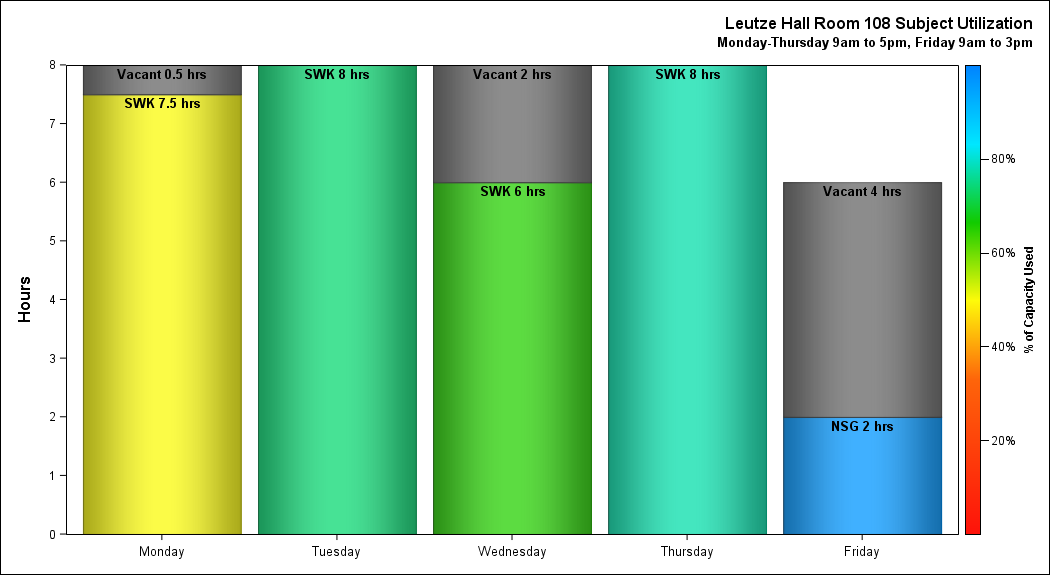 Leutze Hall Room 108 Subject Utilization
Monday-Thursday 9am to 5pm, Friday 9am to 3pm
Hours
8
7
6
5
4
3
2
1
0
Vacant 0.5 hrs
SWK 7.5 hrs
SWK 8 hrs
Vacant 2 hrs
SWK 6 hrs
SWK 8 hrs
Vacant 4 hrs
NSG 2 hrs
Monday
Tuesday
Wednesday
Thursday
Friday
80%
60%
40%
20%
% of Capacity Used